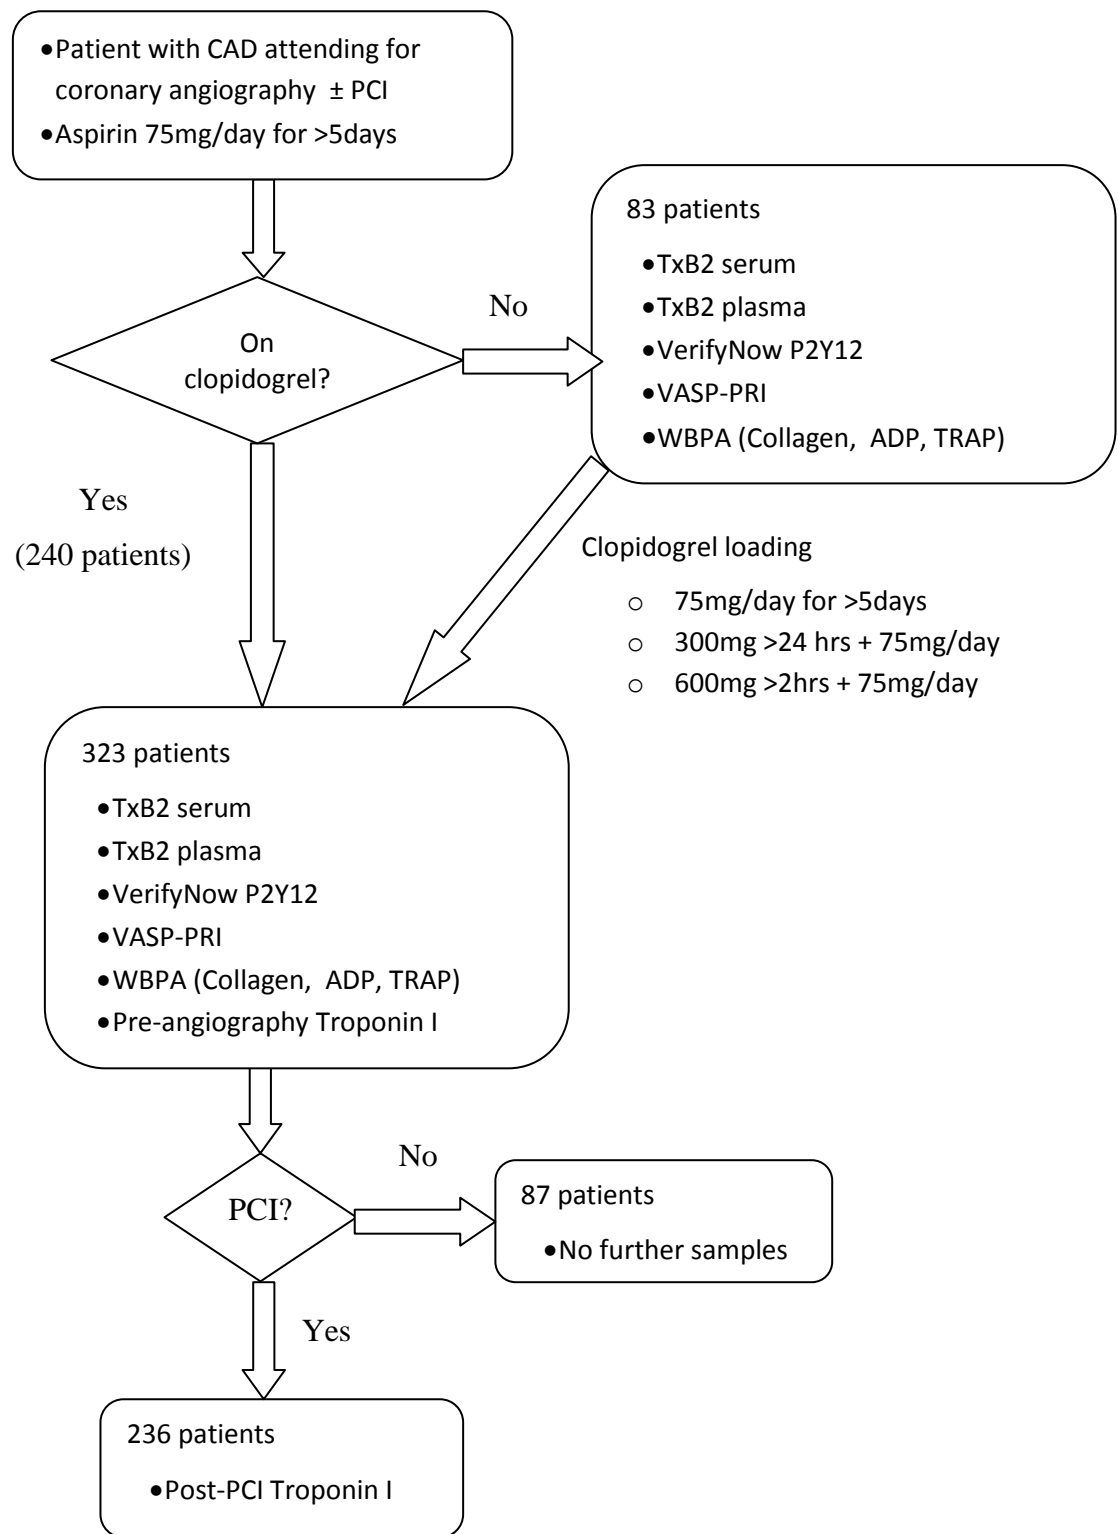 •Patient with CAD attending for
coronary angiography ± PCI
•Aspirin 75mg/day for >5days
On
clopidogrel?
No
83 patients
•TxB2 serum
•TxB2 plasma
•VerifyNow P2Y12
•VASP-PRI
•WBPA (Collagen, ADP, TRAP)
Yes
(240 patients)
Clopidogrel loading
o 75mg/day for >5days
o 300mg >24 hrs + 75mg/day
o 600mg >2hrs + 75mg/day
323 patients
•TxB2 serum
•TxB2 plasma
•VerifyNow P2Y12
•VASP-PRI
•WBPA (Collagen, ADP, TRAP)
•Pre-angiography Troponin I
PCI?
No
87 patients
•No further samples
Yes
236 patients
•Post-PCI Troponin I